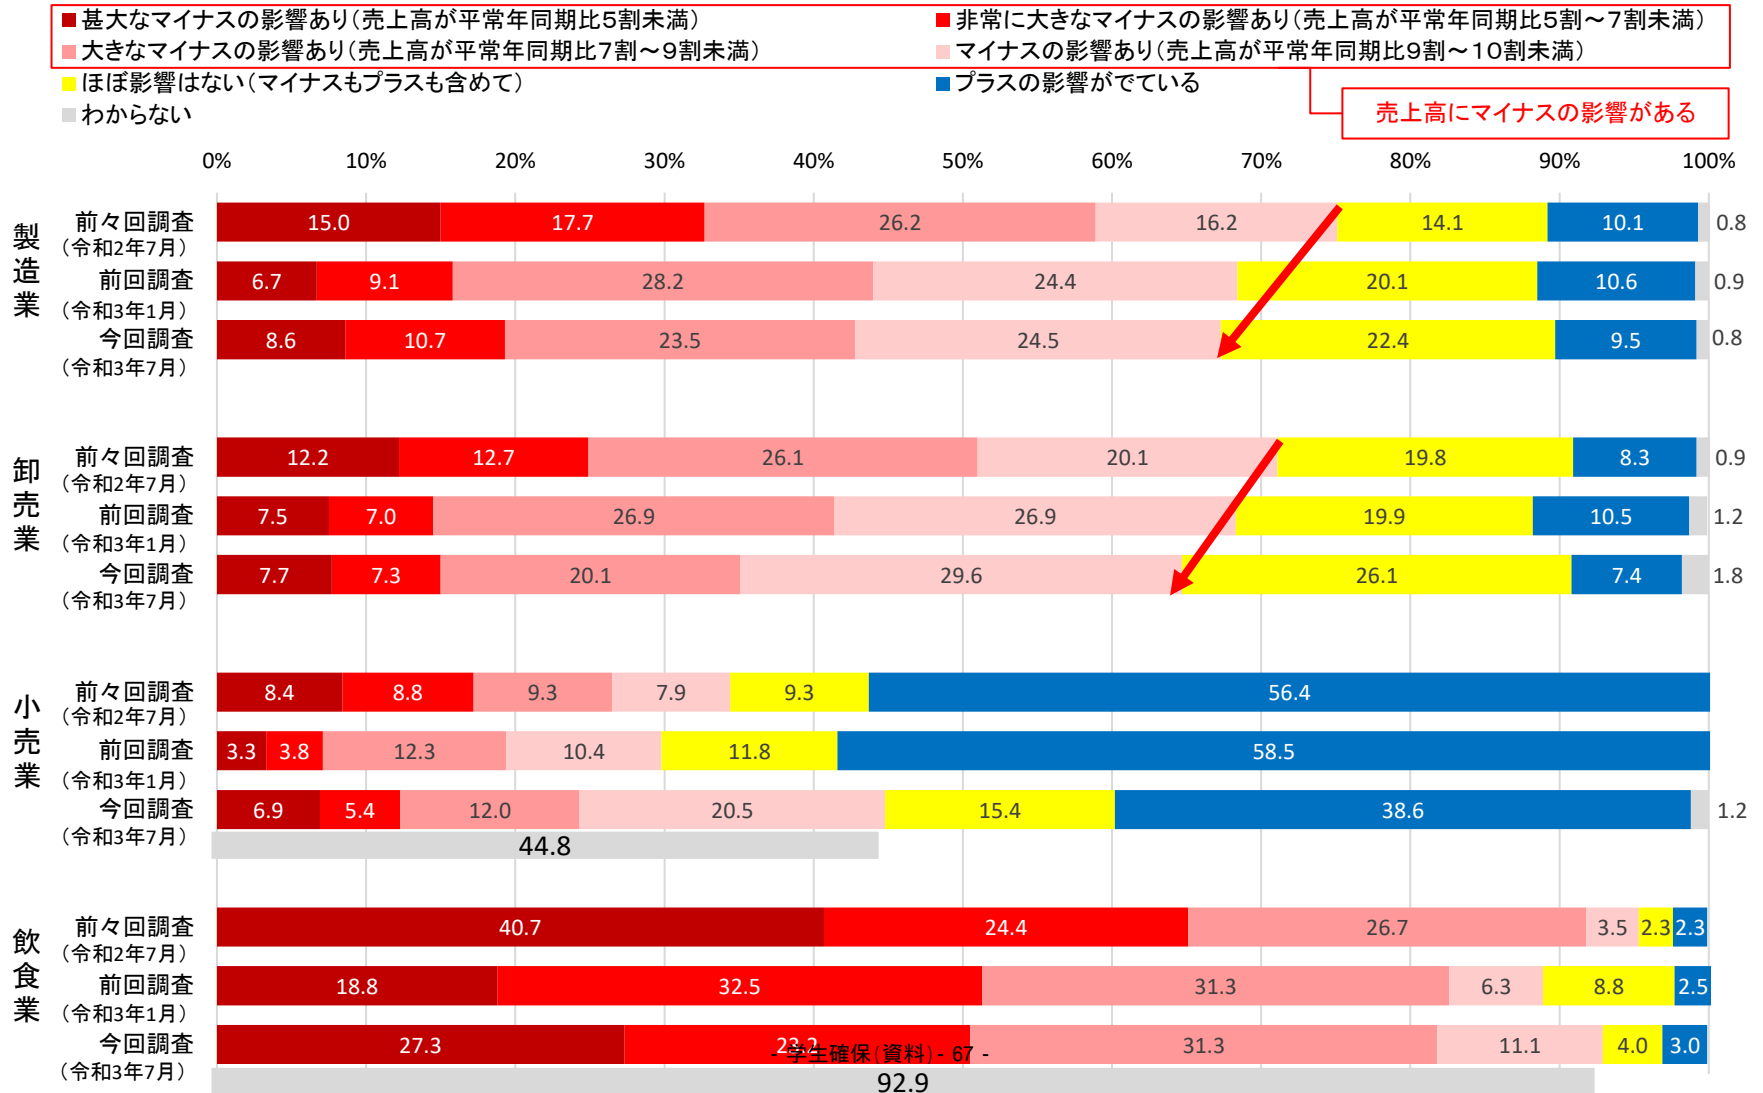 甚大なマイナスの影響あり(売上高が平常年同期比5割未満)
非常に大きなマイナスの影響あり(売上高が平常年同期比5割～7割未満)
大きなマイナスの影響あり(売上高が平常年同期比7割～9割未満)
マイナスの影響あり(売上高が平常年同期比9割～10割未満)
ほぼ影響はない(マイナスもプラスも含めて)
プラスの影響がでている
わからない
売上高にマイナスの影響がある
0% 10% 20% 30% 40% 50% 60% 70% 80% 90% 100%
製造業
前々回調査 15.0 17.7 26.2 16.2 14.1 10.1 0.8
(令和2年7月)
前回調査 6.7 9.1 28.2 24.4 20.1 10.6 0.9
(令和3年1月)
今回調査 8.6 10.7 23.5 24.5 22.4 9.5 0.8
(令和3年7月)
卸売業
前々回調査 12.2 12.7 26.1 20.1 19.8 8.3 0.9
(令和2年7月)
前回調査 7.5 7.0 26.9 26.9 19.9 10.5 1.2
(令和3年1月)
今回調査 7.7 7.3 20.1 29.6 26.1 7.4 1.8
(令和3年7月)
小売業
前々回調査 8.4 8.8 9.3 7.9 9.3 56.4
(令和2年7月)
前回調査 3.3 3.8 12.3 10.4 11.8 58.5
(令和3年1月)
今回調査 6.9 5.4 12.0 20.5 15.4 38.6 1.2
(令和3年7月)
44.8
飲食業
前々回調査 40.7 24.4 26.7 3.5 2.3 2.3
(令和2年7月)
前回調査 18.8 32.5 31.3 6.3 8.8 2.5
(令和3年1月)
今回調査 27.3 23.2 31.3 11.1 4.0 3.0
(令和3年7月)
- 学生確保(資料) - 67 -
92.9